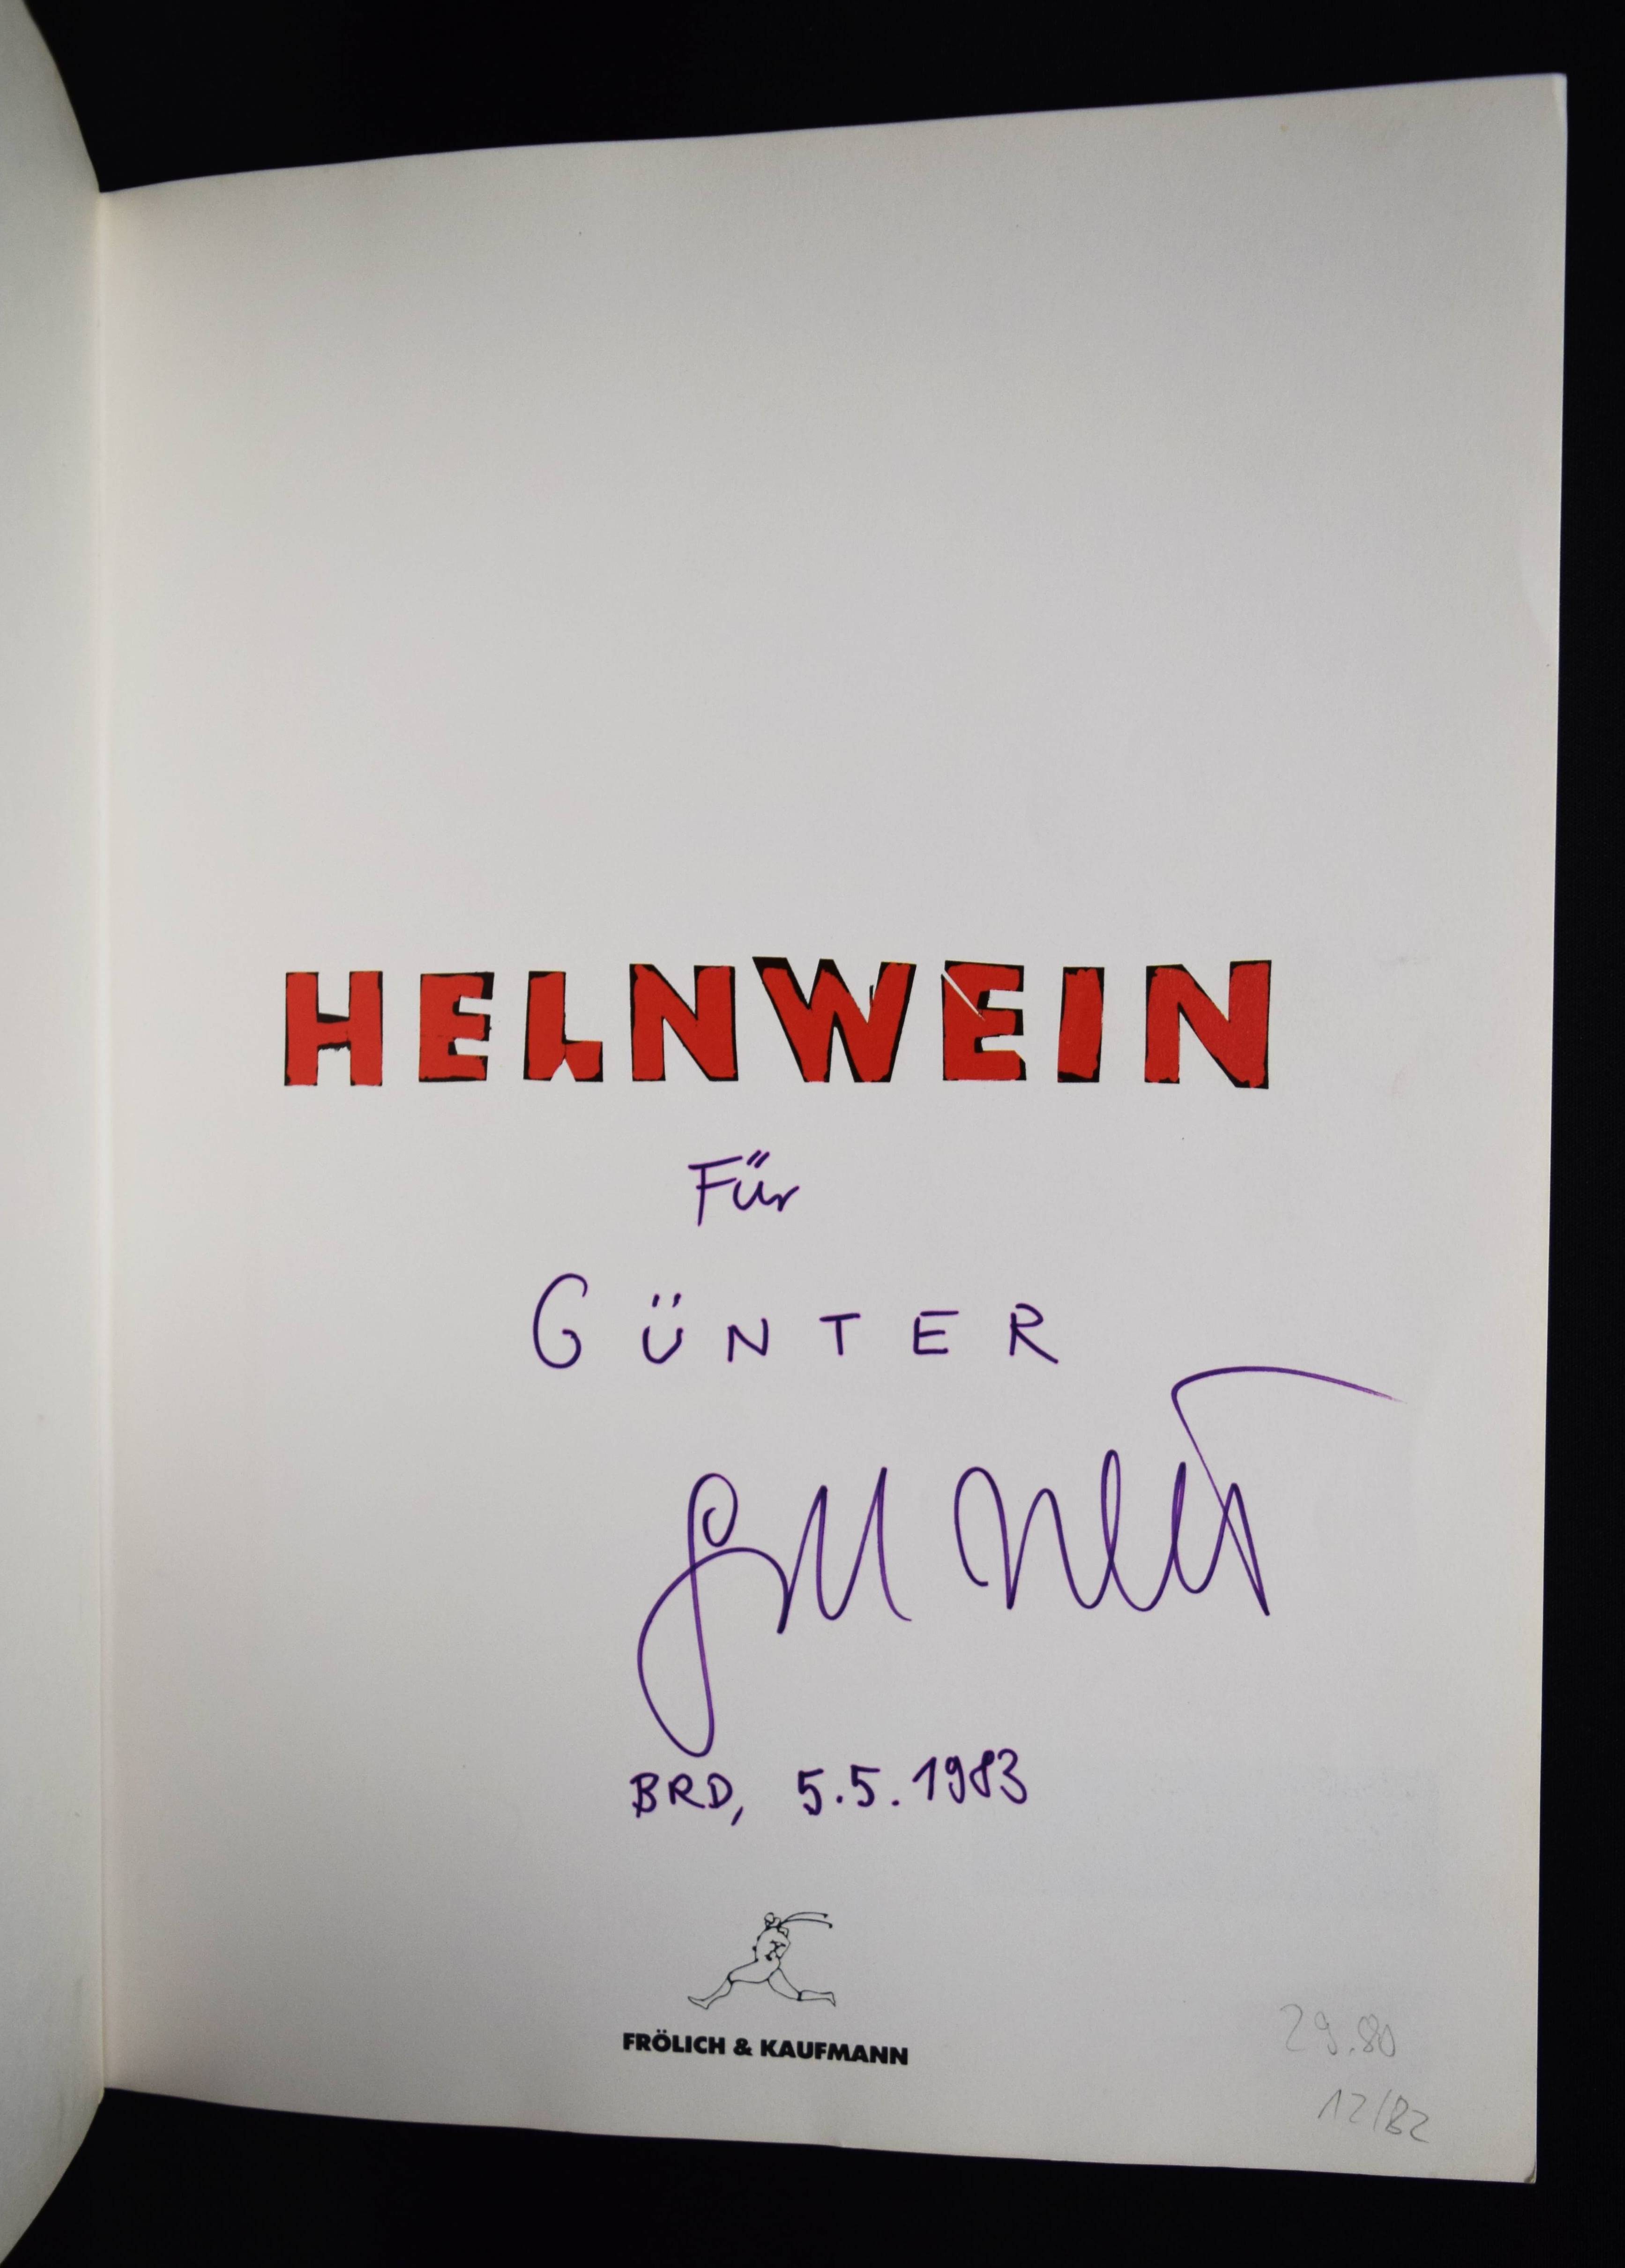 HELNWEIN
Für
GÜNTER
BRD, 5.5.1983
FRÖLICH & KAUFMANN
29.80
12/82